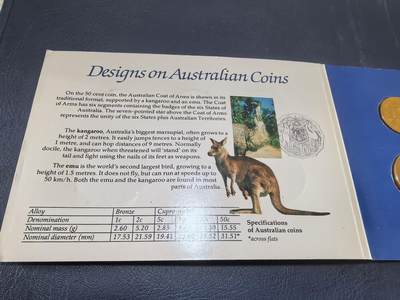 Designs on Australian Coins
On the 50 cent coin, the Australian Coat of Arms is shown in its
traditional format, supported by a kangaroo and an emu. The Coat
of Arms has six segments containing the badges of the six States of
Australia. The seven-pointed star above the Coat of Arms
represents the unity of the six States plus Australian Territories.
The kangaroo, Australia's biggest marsupial, often grows to a
height of 2 metres. It easily jumps fences to a height of
1 metre, and can hop distances of 9 metres. Normally
docile, the kangaroo when threatened will 'stand' on its
tail and fight using the nails of its feet as weapons.
The emu is the world's second largest bird, growing to a
height of 1.5 metres. It does not fly, but can run at speeds up to
50 km/h. Both the emu and the kangaroo are found in most
parts of Australia.
Alloy Bronze
Denomination 1c 2c 5c 50c
Nominal mass (g) 2.60 5.20 2.83 15.55
Nominal diameter (mm) 17.53 21.59 19.41 31.51*
Specifications
of Australian coins
*across flats